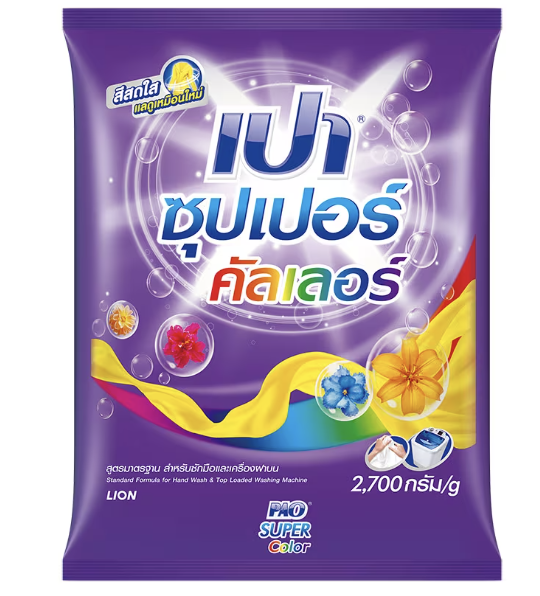 สีสดใส
แลดูเหมือนใหม่
เปา®
ซุปเปอร์
คัลเลอร์
สูตรมาตรฐาน สำหรับซักมือและเครื่องฝาบน
Standard Formula for Hand Wash & Top Loaded Washing Machine
LION
2,700 กรัม/g
PAO®
SUPER
Color